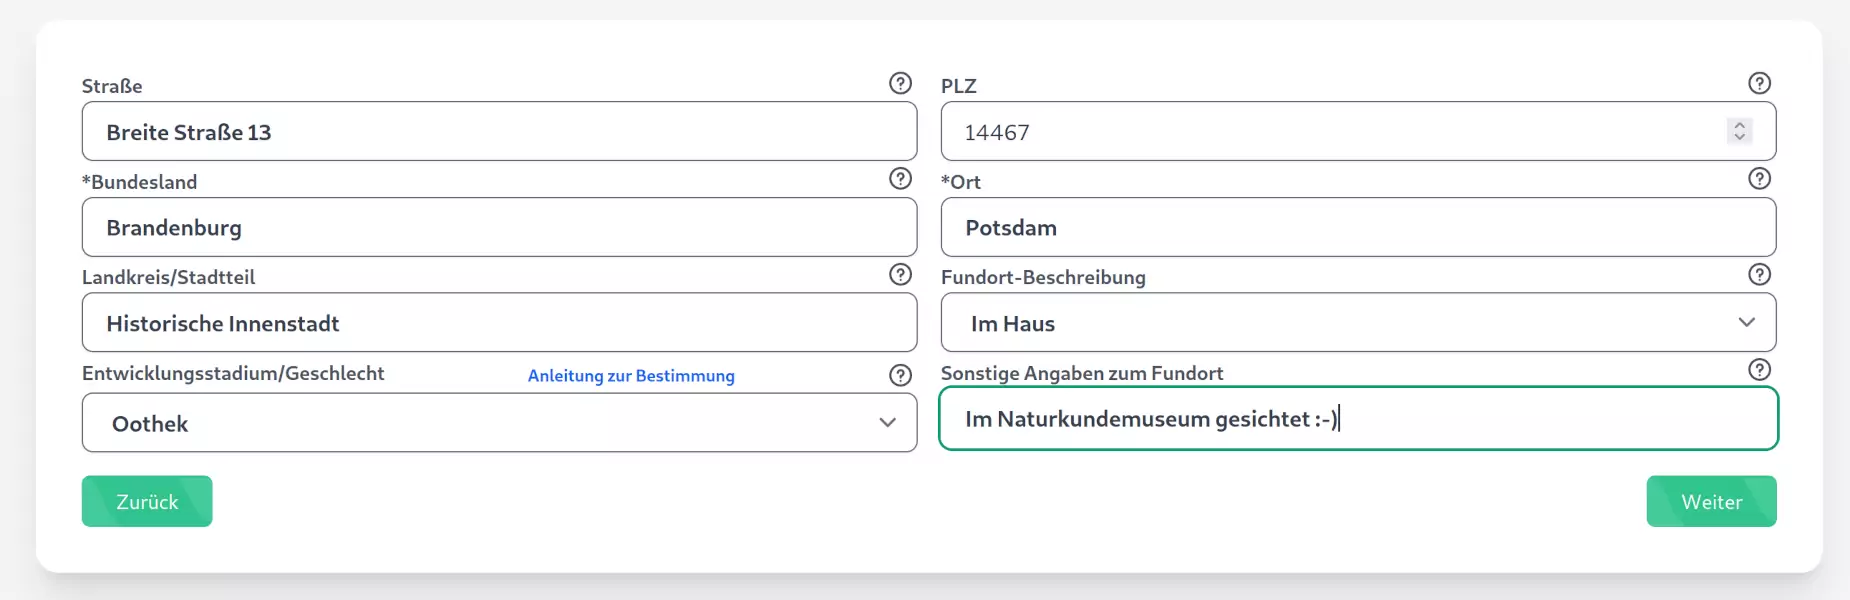 Straße
Breite Straße 13
PLZ
14467
*Bundesland
Brandenburg
*Ort
Potsdam
Landkreis/Stadtteil
Historische Innenstadt
Fundort-Beschreibung
Im Haus
Entwicklungsstadium/Geschlecht
Anleitung zur Bestimmung
Oothek
Sonstige Angaben zum Fundort
Im Naturkundemuseum gesichtet :-)
Zurück
Weiter